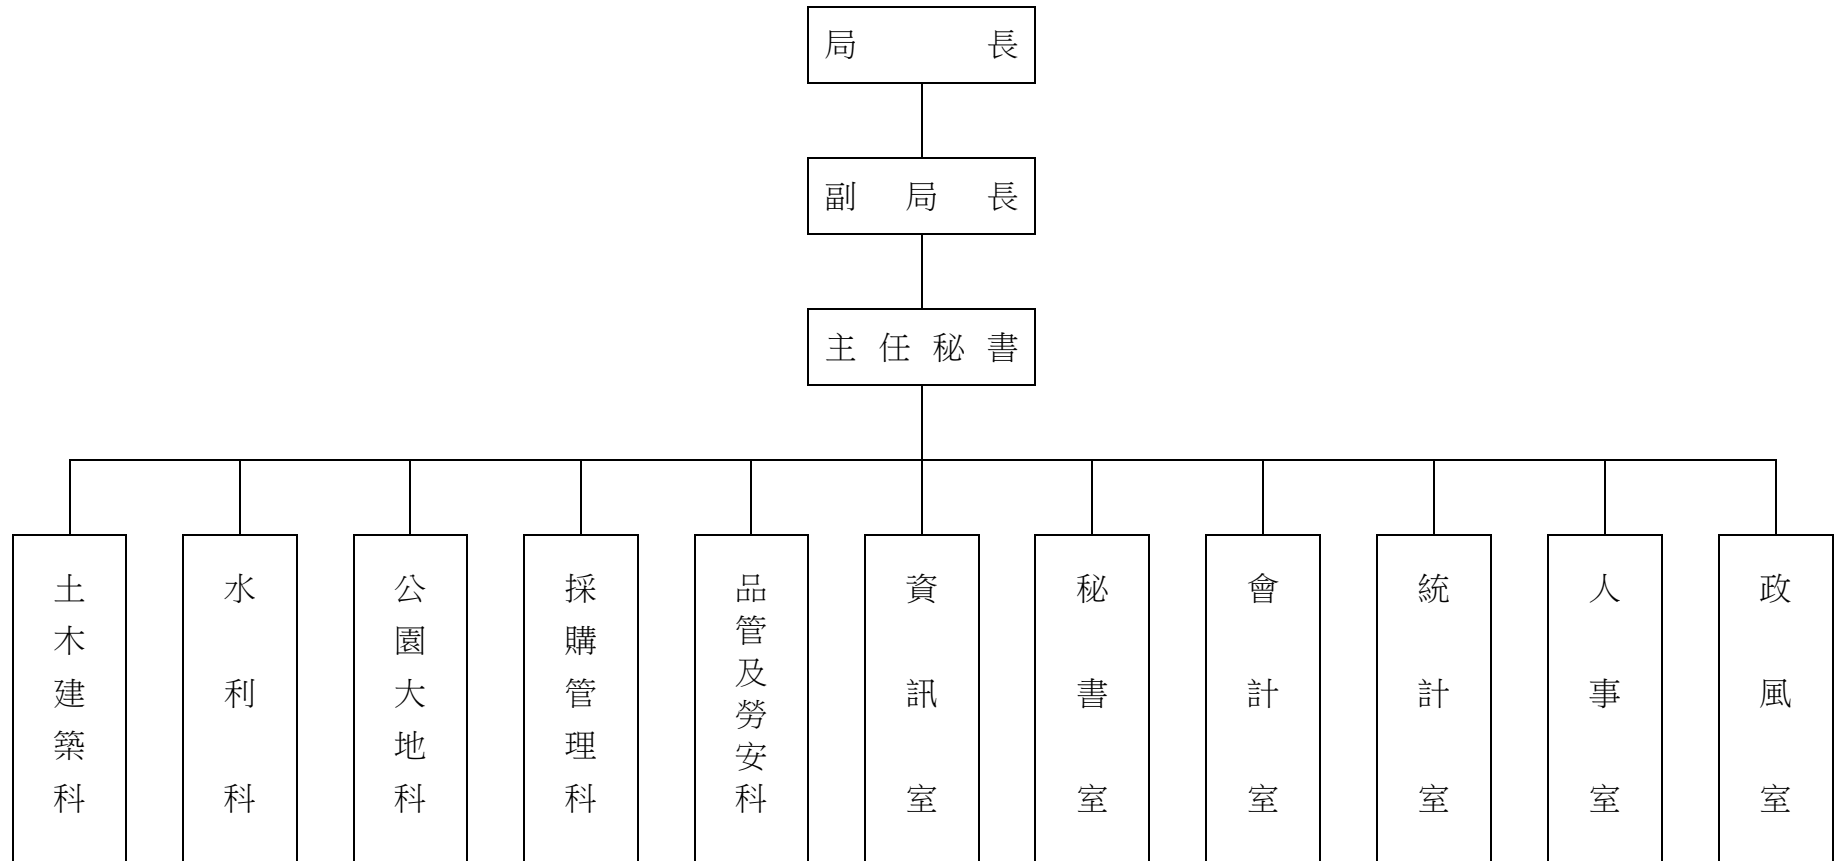 局長
副局長
主任秘書
土木建築科
水利科
公園大地科
採購管理科
品管及勞安科
資訊室
秘書室
會計室
統計室
人事室
政風室